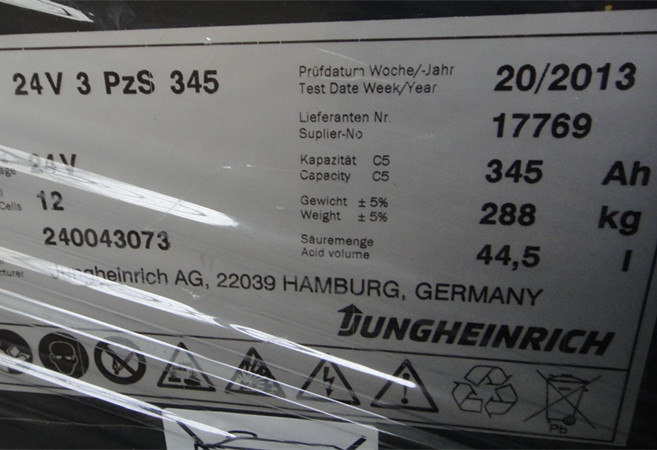 24V 3 PzS 345
Prüfdatum Woche/-Jahr
Test Date Week/Year
20/2013
Lieferanten Nr.
Suplier-No
17769
24V
Kapazität C5
Capacity C5
345 Ah
Cells
12
Gewicht ± 5%
Weight ± 5%
288 kg
240043073
Säuremenge
Acid volume
44,5 l
Jungheinrich AG, 22039 HAMBURG, GERMANY
JUNGHEINRICH
Pb